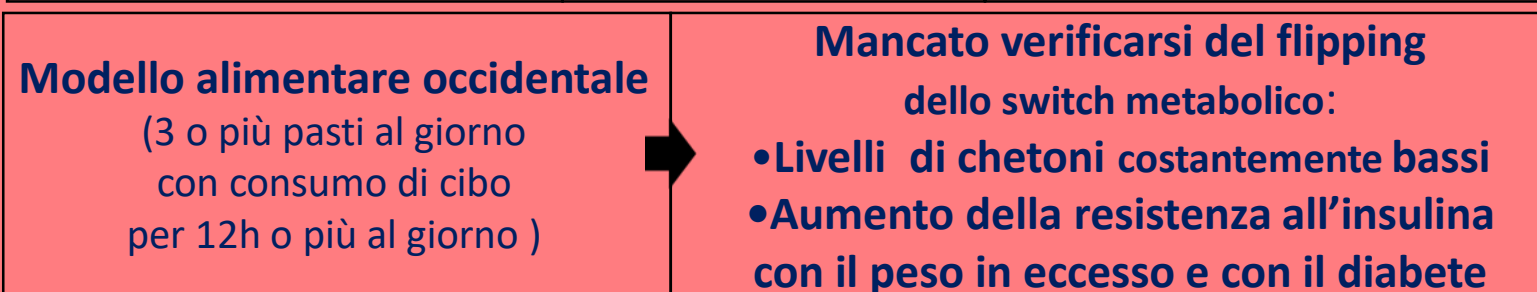 Modello alimentare occidentale
(3 o più pasti al giorno
con consumo di cibo
per 12h o più al giorno )
Mancato verificarsi del flipping
dello switch metabolico:
•Livelli di chetoni costantemente bassi
•Aumento della resistenza all’insulina
con il peso in eccesso e con il diabete